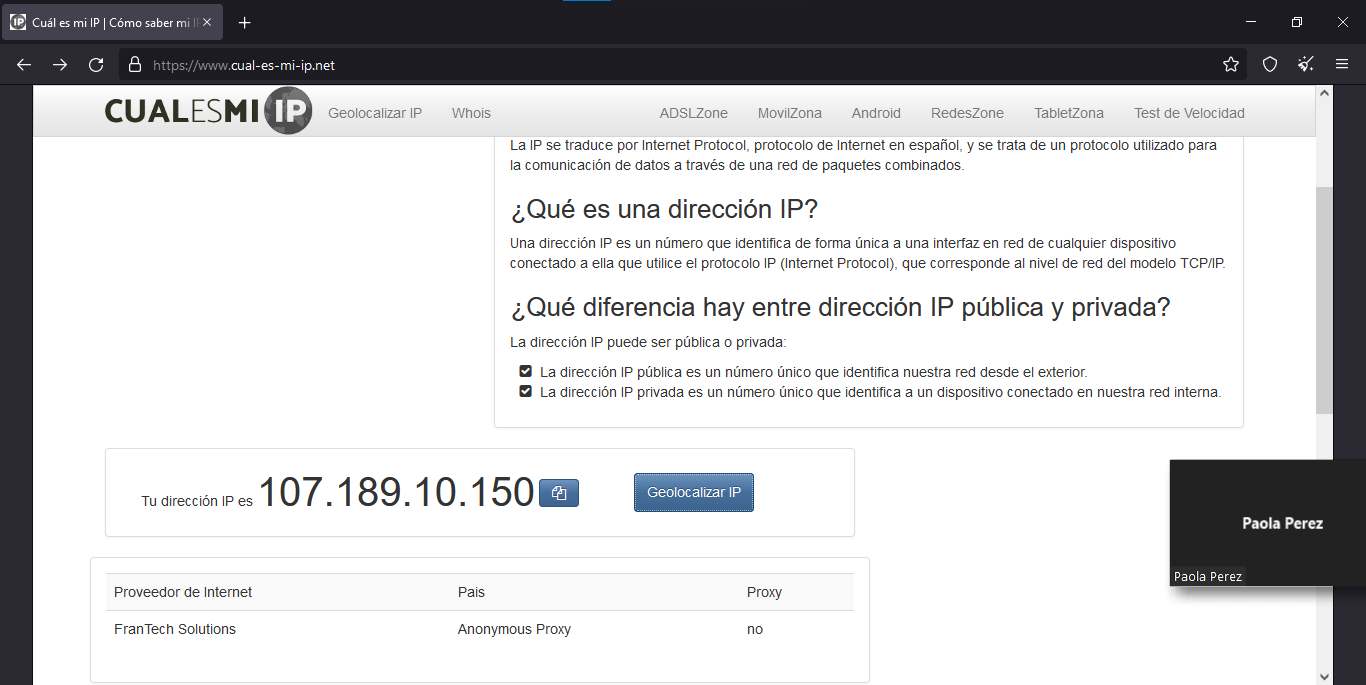 Cuál es mi IP | Cómo saber mi IP
https://www.cual-es-mi-ip.net
CUALESMI IP
Geolocalizar IP
Whois
ADSLZone
MovilZona
Android
RedesZone
TabletZona
Test de Velocidad
La IP se traduce por Internet Protocol, protocolo de Internet en español, y se trata de un protocolo utilizado para
la comunicación de datos a través de una red de paquetes combinados.
¿Qué es una dirección IP?
Una dirección IP es un número que identifica de forma única a una interfaz en red de cualquier dispositivo
conectado a ella que utilice el protocolo IP (Internet Protocol), que corresponde al nivel de red del modelo TCP/IP.
¿Qué diferencia hay entre dirección IP pública y privada?
La dirección IP puede ser pública o privada:
La dirección IP pública es un número único que identifica nuestra red desde el exterior.
La dirección IP privada es un número único que identifica a un dispositivo conectado en nuestra red interna.
Tu dirección IP es 107.189.10.150
Geolocalizar IP
Paola Perez
Paola Perez
Proveedor de Internet
Pais
Proxy
FranTech Solutions
Anonymous Proxy
no